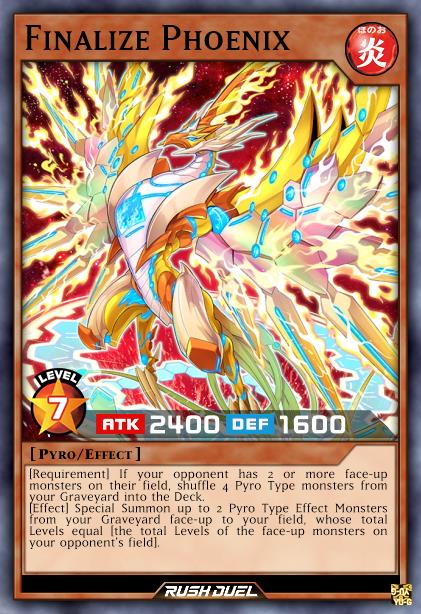 FINALIZE PHOENIX
ほのお
炎
LEVEL
7
ATK 2400 DEF 1600
[PYRO/EFFECT]
[Requirement] If your opponent has 2 or more face-up
monsters on their field, shuffle 4 Pyro Type monsters from
your Graveyard into the Deck.
[Effect] Special Summon up to 2 Pyro Type Effect Monsters
from your Graveyard face-up to your field, whose total
Levels equal [the total Levels of the face-up monsters on
your opponent's field].
RUSH DUEL